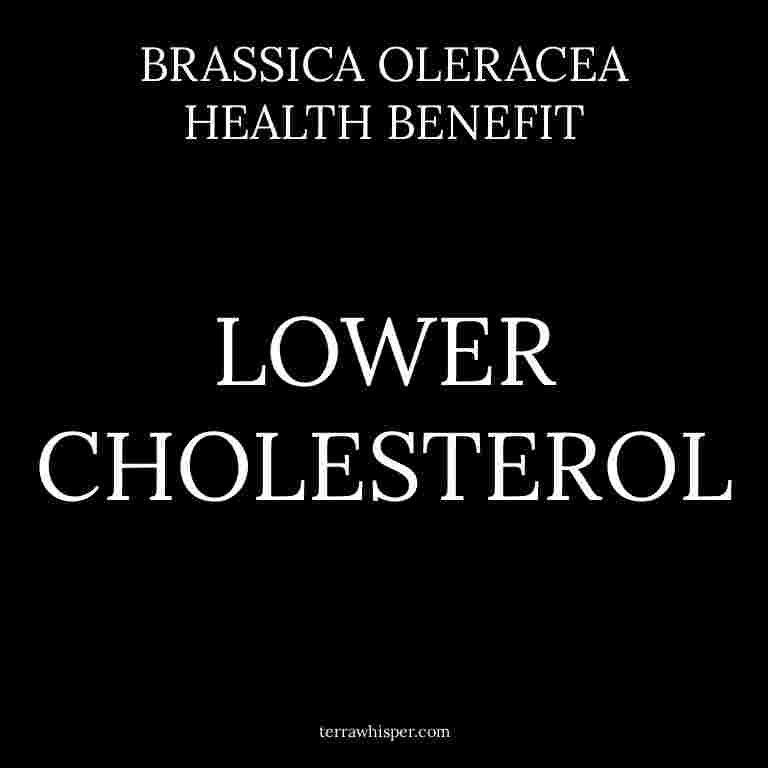 BRASSICA OLERACEA
HEALTH BENEFIT
LOWER
CHOLESTEROL
terrawhisper.com